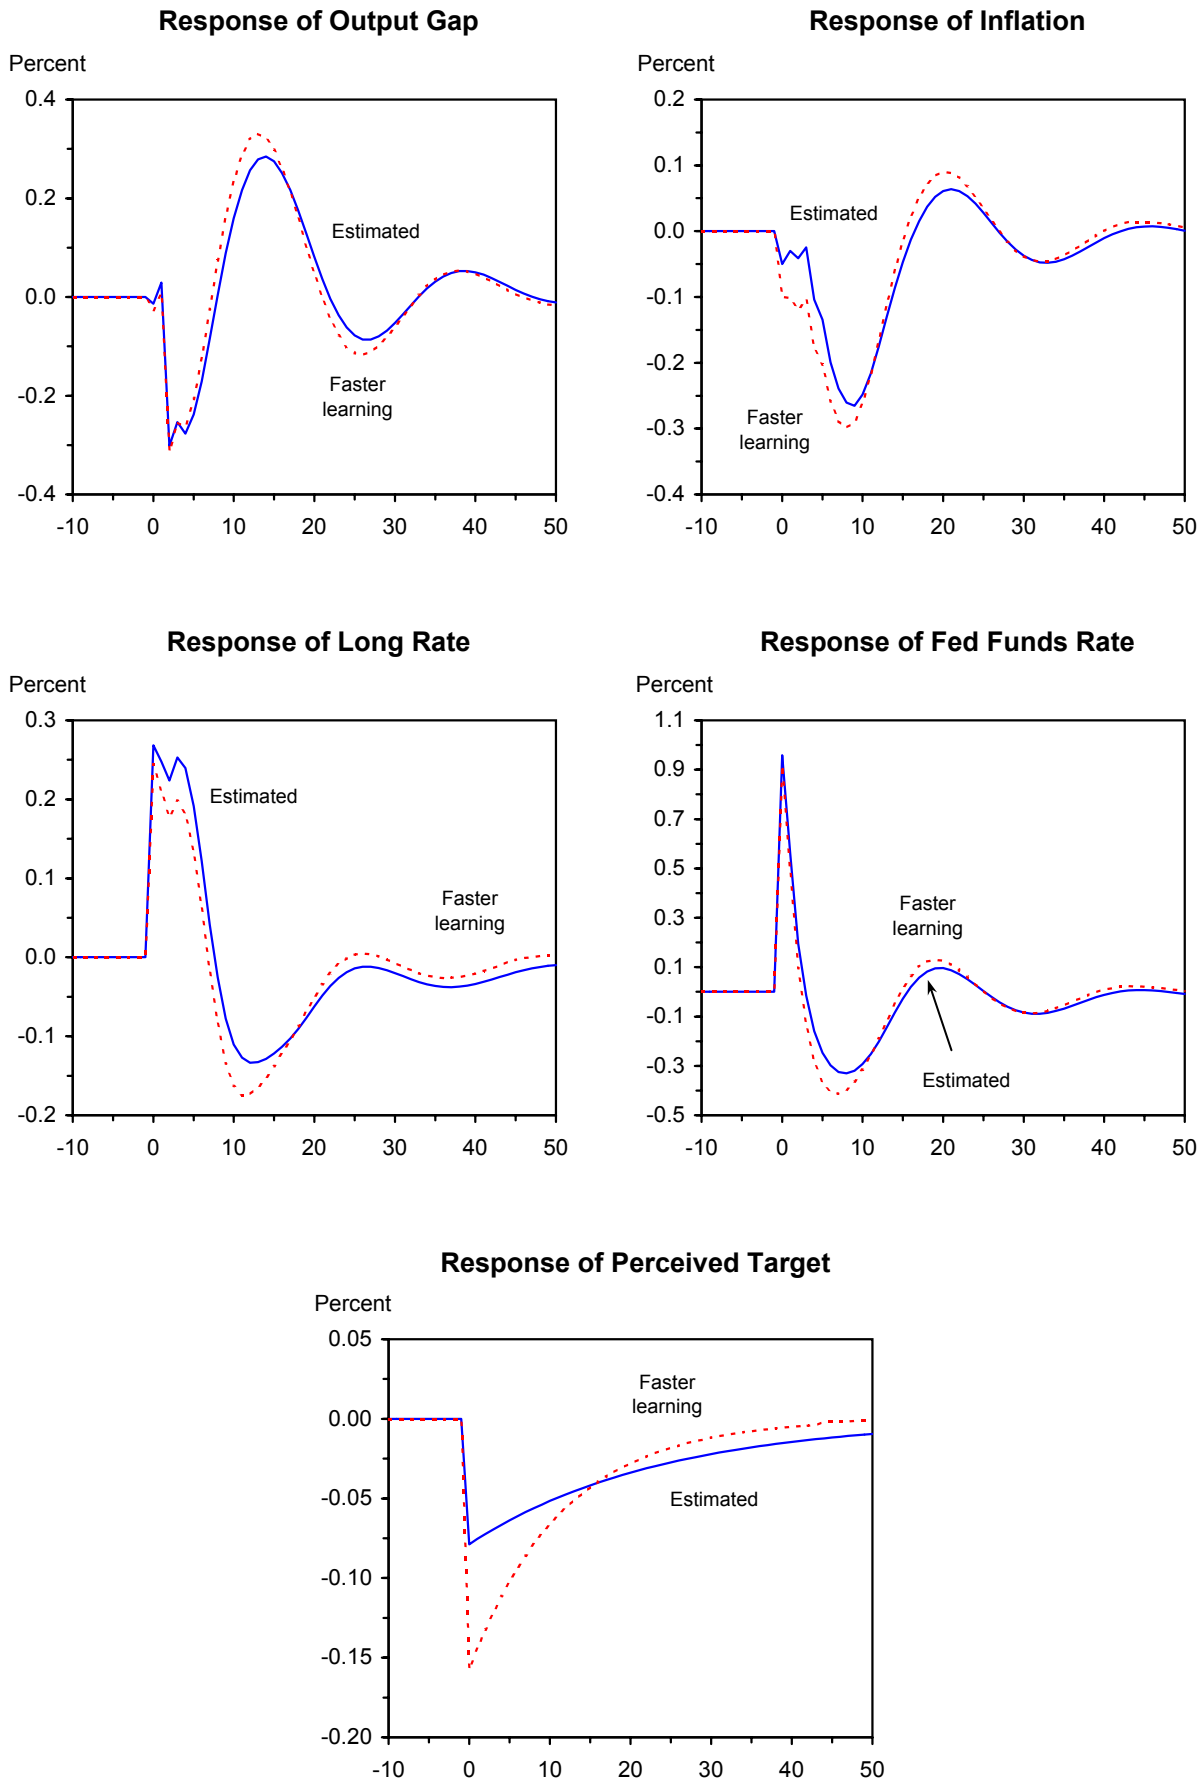 Response of Output Gap
Percent
0.4
0.2
0.0
-0.2
-0.4
-10 0 10 20 30 40 50
Estimated
Faster
learning
Response of Inflation
Percent
0.2
0.1
0.0
-0.1
-0.2
-0.3
-0.4
-10 0 10 20 30 40 50
Estimated
Faster
learning
Response of Long Rate
Percent
0.3
0.2
0.1
0.0
-0.1
-0.2
-10 0 10 20 30 40 50
Estimated
Faster
learning
Response of Fed Funds Rate
Percent
1.1
0.9
0.7
0.5
0.3
0.1
-0.1
-0.3
-0.5
-10 0 10 20 30 40 50
Faster
learning
Estimated
Response of Perceived Target
Percent
0.05
0.00
-0.05
-0.10
-0.15
-0.20
-10 0 10 20 30 40 50
Faster
learning
Estimated